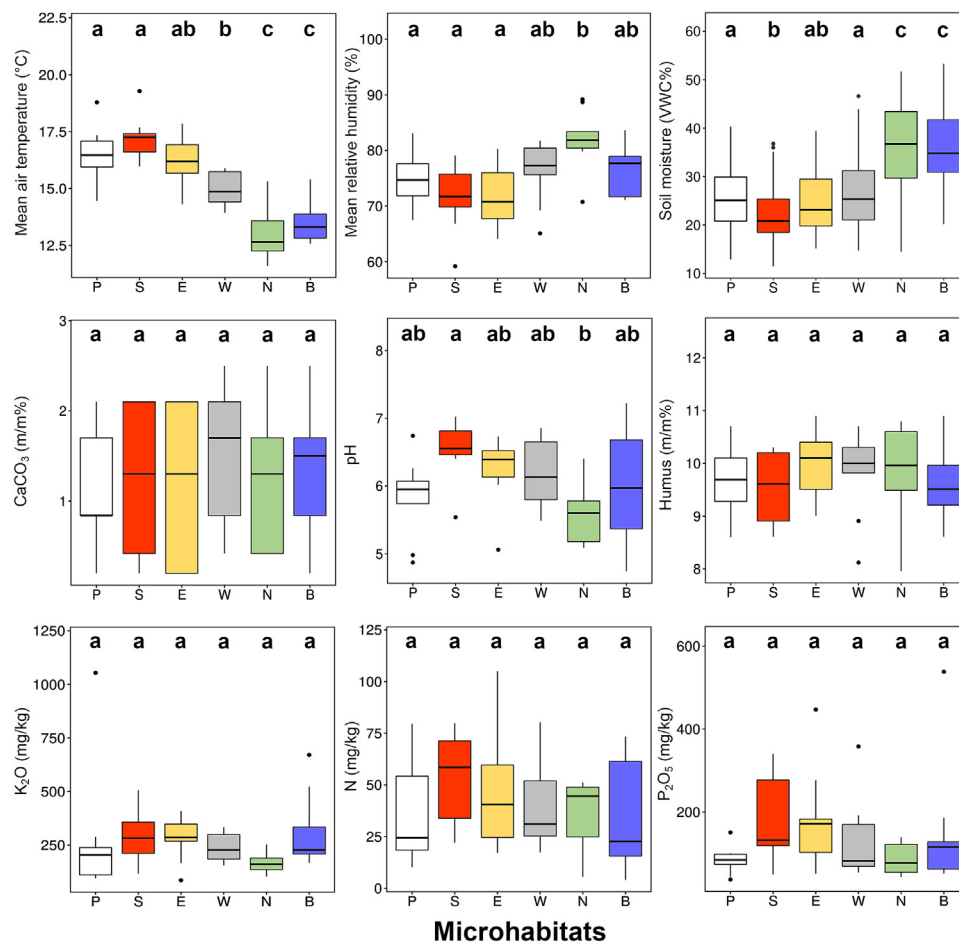 Mean air temperature (°C)
22.5
20.0
17.5
15.0
12.5
a a ab b c c
P S E W N B
Mean relative humidity (%)
100
90
80
70
60
a a a ab b ab
P S E W N B
Soil moisture (VWC%)
60
50
40
30
20
10
a b ab a c c
P S E W N B
CaCO₃ (m/m%)
3
2
1
a a a a a a
P S E W N B
pH
8
7
6
5
ab a ab ab b ab
P S E W N B
Humus (m/m%)
12
11
10
9
8
a a a a a a
P S E W N B
K₂O (mg/kg)
1250
1000
750
500
250
a a a a a a
P S E W N B
N (mg/kg)
125
100
75
50
25
0
a a a a a a
P S E W N B
P₂O₅ (mg/kg)
600
400
200
a a a a a a
P S E W N B
Microhabitats